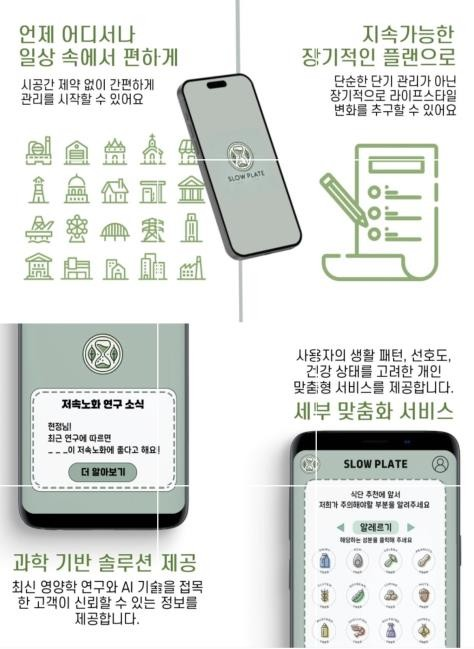 언제 어디서나
일상 속에서 편하게
시공간 제약 없이 간편하게
관리를 시작할 수 있어요
SLOW PLATE
지속가능한
장기적인 플랜으로
단순한 단기 관리가 아닌
장기적으로 라이프스타일
변화를 추구할 수 있어요
저속노화 연구 소식
현정님!
최근 연구에 따르면
_ _ _이 저속노화에 좋다고 해요!
더 알아보기
과학 기반 솔루션 제공
최신 영양학 연구와 AI 기술을 접목
한 고객이 신뢰할 수 있는 정보를
제공합니다.
사용자의 생활 패턴, 선호도,
건강 상태를 고려한 개인
맞춤형 서비스를 제공합니다.
세부 맞춤화 서비스
SLOW PLATE
식단 추천에 앞서
저희가 주의해야할 부분을 알려주세요
알레르기
해당하는 성분을 클릭해 주세요